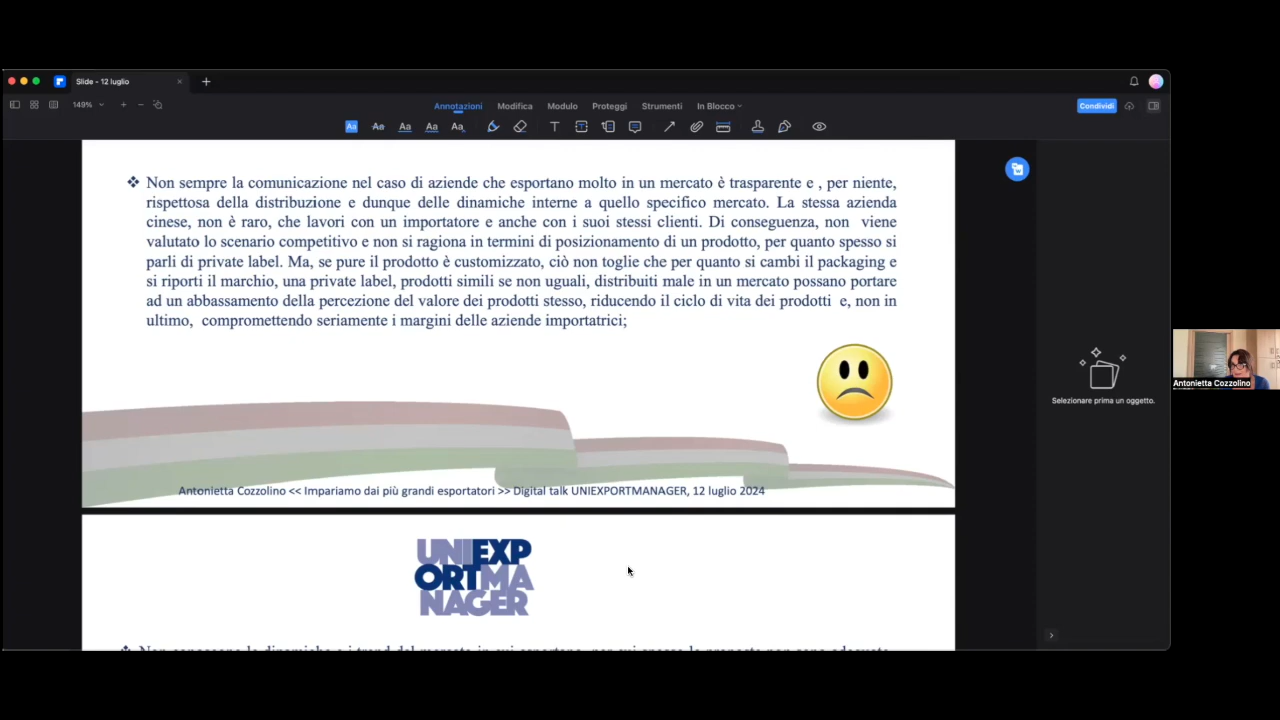 Slide - 12 luglio
149%
Annotazioni Modifica Modulo Proteggi Strumenti In Blocco
Condividi
Non sempre la comunicazione nel caso di aziende che esportano molto in un mercato è trasparente e , per niente,
rispettosa della distribuzione e dunque delle dinamiche interne a quello specifico mercato. La stessa azienda
cinese, non è raro, che lavori con un importatore e anche con i suoi stessi clienti. Di conseguenza, non viene
valutato lo scenario competitivo e non si ragiona in termini di posizionamento di un prodotto, per quanto spesso si
parli di private label. Ma, se pure il prodotto è customizzato, ciò non toglie che per quanto si cambi il packaging e
si riporti il marchio, una private label, prodotti simili se non uguali, distribuiti male in un mercato possano portare
ad un abbassamento della percezione del valore dei prodotti stesso, riducendo il ciclo di vita dei prodotti e, non in
ultimo, compromettendo seriamente i margini delle aziende importatrici;
Antonietta Cozzolino << Impariamo dai più grandi esportatori >> Digital talk UNIEXPORTMANAGER, 12 luglio 2024
Selezionare prima un oggetto.
Antonietta Cozzolino
UNIEXP
ORTMA
NAGER